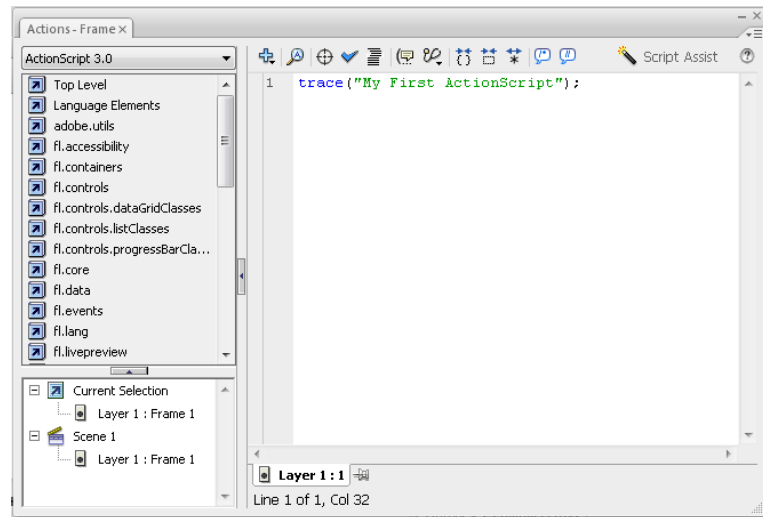 Actions - Frame ×
ActionScript 3.0
Script Assist
Top Level
Language Elements
adobe.utils
fl.accessibility
fl.containers
fl.controls
fl.controls.dataGridClasses
fl.controls.listClasses
fl.controls.progressBarCla...
fl.core
fl.data
fl.events
fl.lang
fl.livepreview
Current Selection
Layer 1 : Frame 1
Scene 1
Layer 1 : Frame 1
1 trace("My First ActionScript");
Layer 1 : 1
Line 1 of 1, Col 32